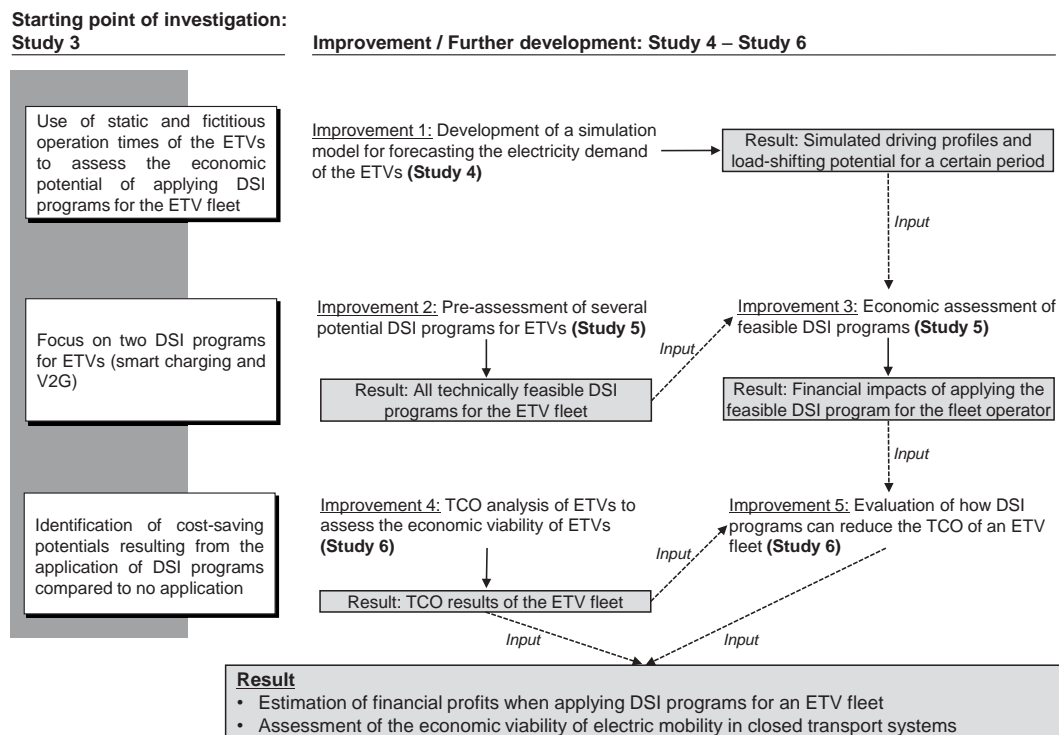 Starting point of investigation:
Study 3
Improvement / Further development: Study 4 – Study 6
Use of static and fictitious
operation times of the ETVs
to assess the economic
potential of applying DSI
programs for the ETV fleet
Improvement 1: Development of a simulation
model for forecasting the electricity demand
of the ETVs (Study 4)
Result: Simulated driving profiles and
load-shifting potential for a certain period
Input
Focus on two DSI programs
for ETVs (smart charging and
V2G)
Improvement 2: Pre-assessment of several
potential DSI programs for ETVs (Study 5)
Result: All technically feasible DSI
programs for the ETV fleet
Input
Improvement 3: Economic assessment of
feasible DSI programs (Study 5)
Result: Financial impacts of applying the
feasible DSI program for the fleet operator
Input
Identification of cost-saving
potentials resulting from the
application of DSI programs
compared to no application
Improvement 4: TCO analysis of ETVs to
assess the economic viability of ETVs
(Study 6)
Result: TCO results of the ETV fleet
Input
Improvement 5: Evaluation of how DSI
programs can reduce the TCO of an ETV
fleet (Study 6)
Input
Input
Result
• Estimation of financial profits when applying DSI programs for an ETV fleet
• Assessment of the economic viability of electric mobility in closed transport systems